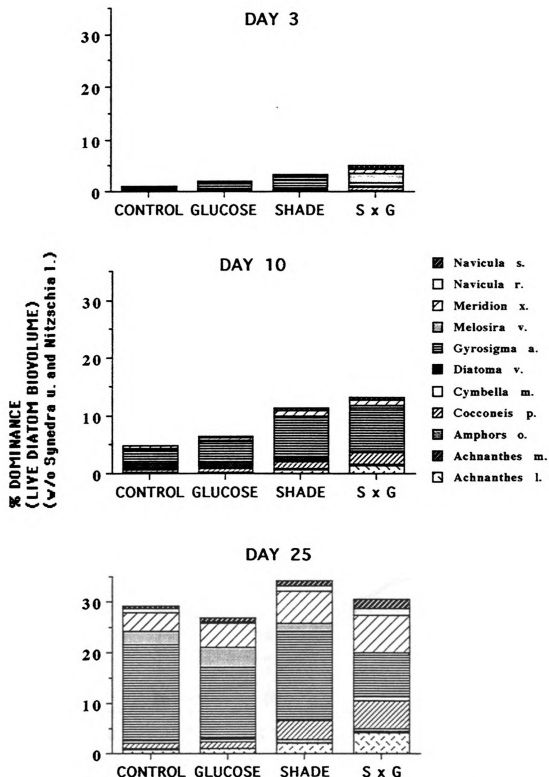 DAY 3
30
20
10
0
CONTROL GLUCOSE SHADE S x G
DAY 10
30
20
10
0
CONTROL GLUCOSE SHADE S x G
% DOMINANCE
(LIVE DIATOM BIOVOLUME)
(w/o Synedra u. and Nitzschia l.)
Navicula s.
Navicula r.
Meridion x.
Melosira v.
Gyrosigma a.
Diatoma v.
Cymbella m.
Cocconeis p.
Amphors o.
Achnanthes m.
Achnanthes l.
DAY 25
30
20
10
0
CONTROL GLUCOSE SHADE S x G